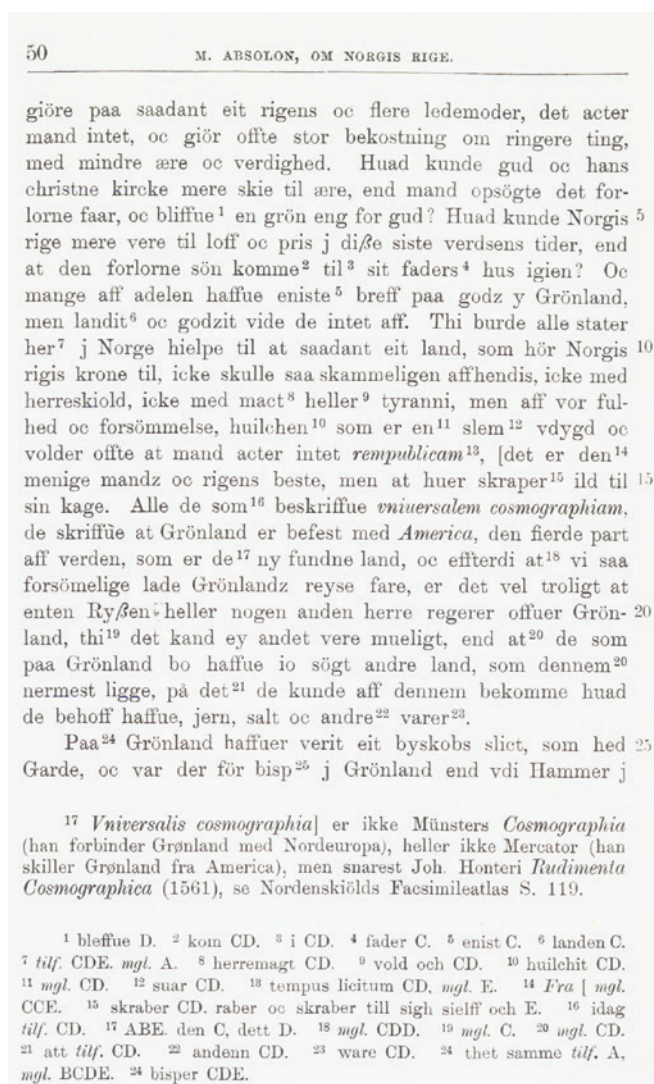 50 M. ABSOLON, OM NORGIS RIGE.
giöre paa saadant eit rigens oc flere ledemoder, det acter
mand intet, oc giör offte stor bekostning om ringere ting,
med mindre ære oc verdighed. Huad kunde gud oc hans
christne kircke mere skie til ære, end mand opsögte det for-
lorne faar, oc bliffue¹ en grön eng for gud? Huad kunde Norgis 5
rige mere vere til loff oc pris j diße siste verdsens tider, end
at den forlorne sön komme² til³ sit faders⁴ hus igien? Oc
mange aff adelen haffue eniste⁵ breff paa godz y Grönland,
men landit⁶ oc godzit vide de intet aff. Thi burde alle stater
her⁷ j Norge hielpe til at saadant eit land, som hör Norgis 10
rigis krone til, icke skulle saa skammeligen affhendis, icke med
herreskiold, icke med mact⁸ heller⁹ tyranni, men aff vor ful-
hed oc forsömmelse, huilchen¹⁰ som er en¹¹ slem¹² vdygd oc
volder offte at mand acter intet rempublicam¹³, [det er den¹⁴
menige mandz oc rigens beste, men at huer skraper¹⁵ ild til 15
sin kage. Alle de som¹⁶ beskriffue vniuersalem cosmographiam,
de skriffue at Grönland er befest med America, den fierde part
aff verden, som er de¹⁷ ny fundne land, oc effterdi at¹⁸ vi saa
forsömelige lade Grönlandz reyse fare, er det vel troligt at
enten Ryßen heller nogen anden herre regerer offuer Grön- 20
land, thi¹⁹ det kand ey andet vere mueligt, end at²⁰ de som
paa Grönland bo haffue io sögt andre land, som dennem²⁰
nermest ligge, på det²¹ de kunde aff dennem bekomme huad
de behoff haffue, jern, salt oc andre²² varer²³.
Paa²⁴ Grönland haffuer verit eit byskobs slict, som hed 25
Garde, oc var der för bisp²⁵ j Grönland end vdi Hammer j
¹⁷ Vniversalis cosmographia] er ikke Münsters Cosmographia
(han forbinder Grønland med Nordeuropa), heller ikke Mercator (han
skiller Grønland fra America), men snarest Joh. Honteri Rudimenta
Cosmographica (1561), se Nordenskiölds Facsimileatlas S. 119.
¹ bleffue D. ² kom CD. ³ i CD. ⁴ fader C. ⁵ enist C. ⁶ landen C.
⁷ tilf. CDE. mgl. A. ⁸ herremagt CD. ⁹ vold och CD. ¹⁰ huilchit CD.
¹¹ mgl. CD. ¹² suar CD. ¹³ tempus licitum CD, mgl. E. ¹⁴ Fra [ mgl.
CCE. ¹⁵ skraber CD. raber oc skraber till sigh sielff och E. ¹⁶ idag
tilf. CD. ¹⁷ ABE. den C, dett D. ¹⁸ mgl. CDD. ¹⁹ mgl. C. ²⁰ mgl. CD.
²¹ att tilf. CD. ²² andenn CD. ²³ ware CD. ²⁴ thet samme tilf. A,
mgl. BCDE. ²⁴ bisper CDE.